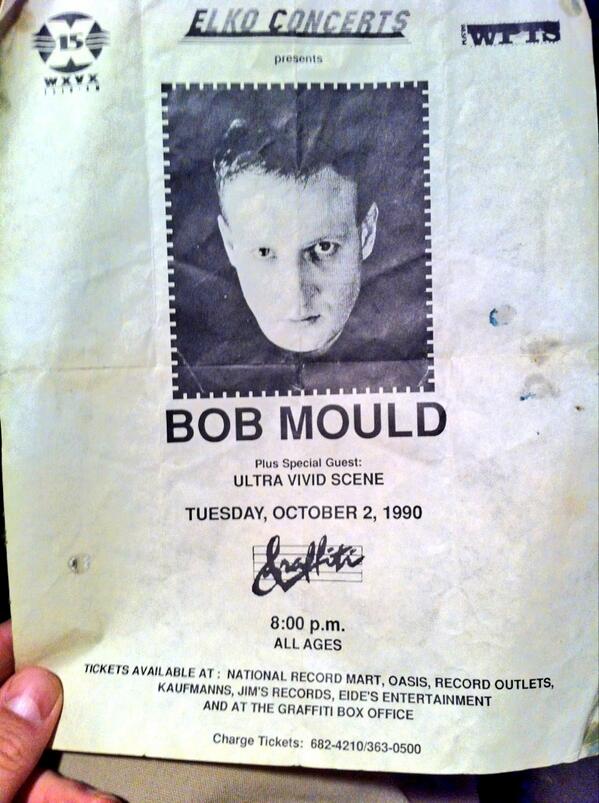 15
WXVX
ELKO CONCERTS
WPTS
presents
BOB MOULD
Plus Special Guest:
ULTRA VIVID SCENE
TUESDAY, OCTOBER 2, 1990
Graffiti
8:00 p.m.
ALL AGES
TICKETS AVAILABLE AT : NATIONAL RECORD MART, OASIS, RECORD OUTLETS,
KAUFMANNS, JIM'S RECORDS, EIDE'S ENTERTAINMENT
AND AT THE GRAFFITI BOX OFFICE
Charge Tickets: 682-4210/363-0500